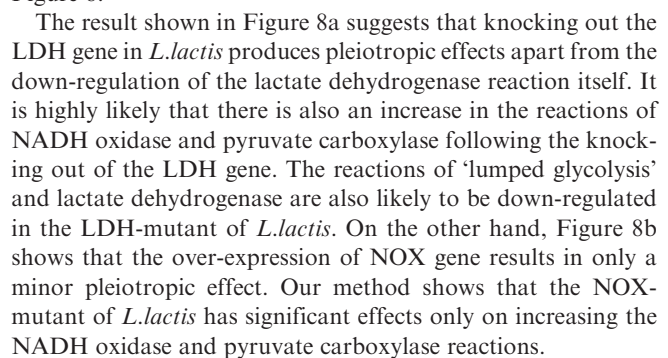 The result shown in Figure 8a suggests that knocking out the
LDH gene in L.lactis produces pleiotropic effects apart from the
down-regulation of the lactate dehydrogenase reaction itself. It
is highly likely that there is also an increase in the reactions of
NADH oxidase and pyruvate carboxylase following the knock-
ing out of the LDH gene. The reactions of ‘lumped glycolysis’
and lactate dehydrogenase are also likely to be down-regulated
in the LDH-mutant of L.lactis. On the other hand, Figure 8b
shows that the over-expression of NOX gene results in only a
minor pleiotropic effect. Our method shows that the NOX-
mutant of L.lactis has significant effects only on increasing the
NADH oxidase and pyruvate carboxylase reactions.